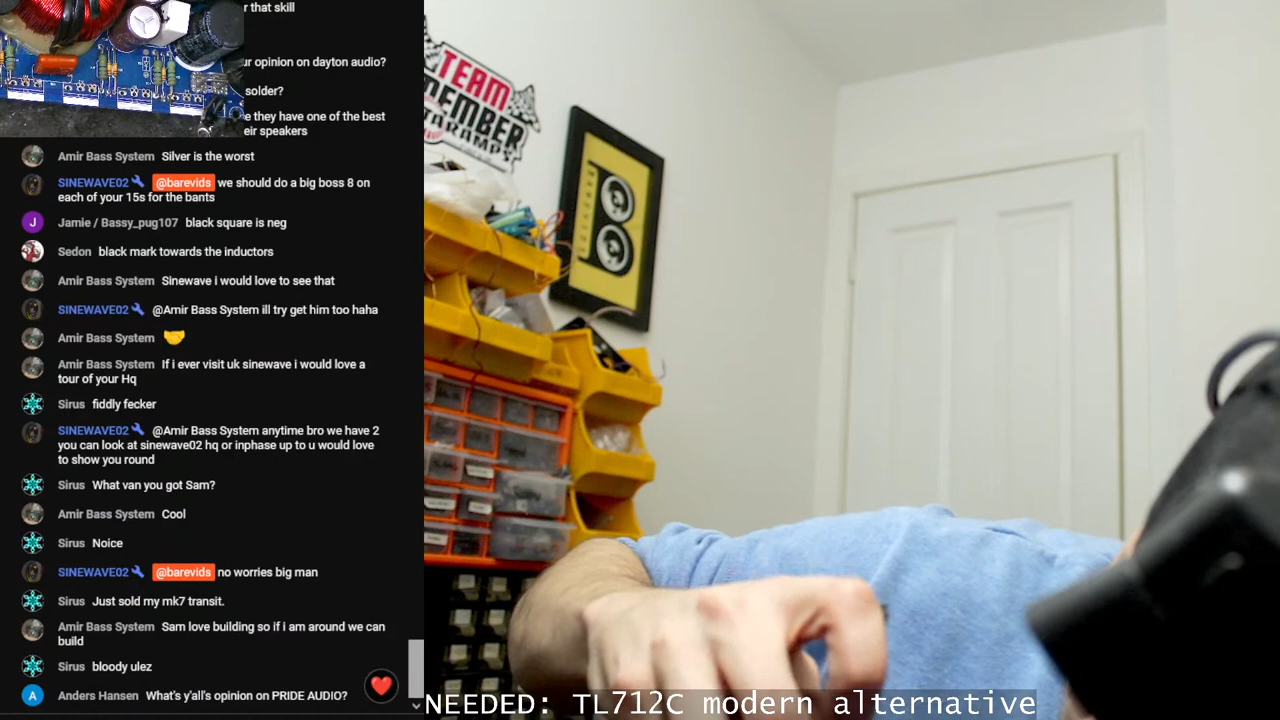 r that skill
ur opinion on dayton audio?
solder?
e they have one of the best
eir speakers
Amir Bass System Silver is the worst
SINEWAVE02 @barevids we should do a big boss 8 on
each of your 15s for the bants
J Jamie / Bassy_pug107 black square is neg
Sedon black mark towards the inductors
Amir Bass System Sinewave i would love to see that
SINEWAVE02 @Amir Bass System ill try get him too haha
Amir Bass System 🤝
Amir Bass System If i ever visit uk sinewave i would love a
tour of your Hq
Sirus fiddly fecker
SINEWAVE02 @Amir Bass System anytime bro we have 2
you can look at sinewave02 hq or inphase up to u would love
to show you round
Sirus What van you got Sam?
Amir Bass System Cool
Sirus Noice
SINEWAVE02 @barevids no worries big man
Sirus Just sold my mk7 transit.
Amir Bass System Sam love building so if i am around we can
build
Sirus bloody ulez
A Anders Hansen What's y'all's opinion on PRIDE AUDIO?
TEAM
MEMBER
TARAMPS
NEEDED: TL712C modern alternative